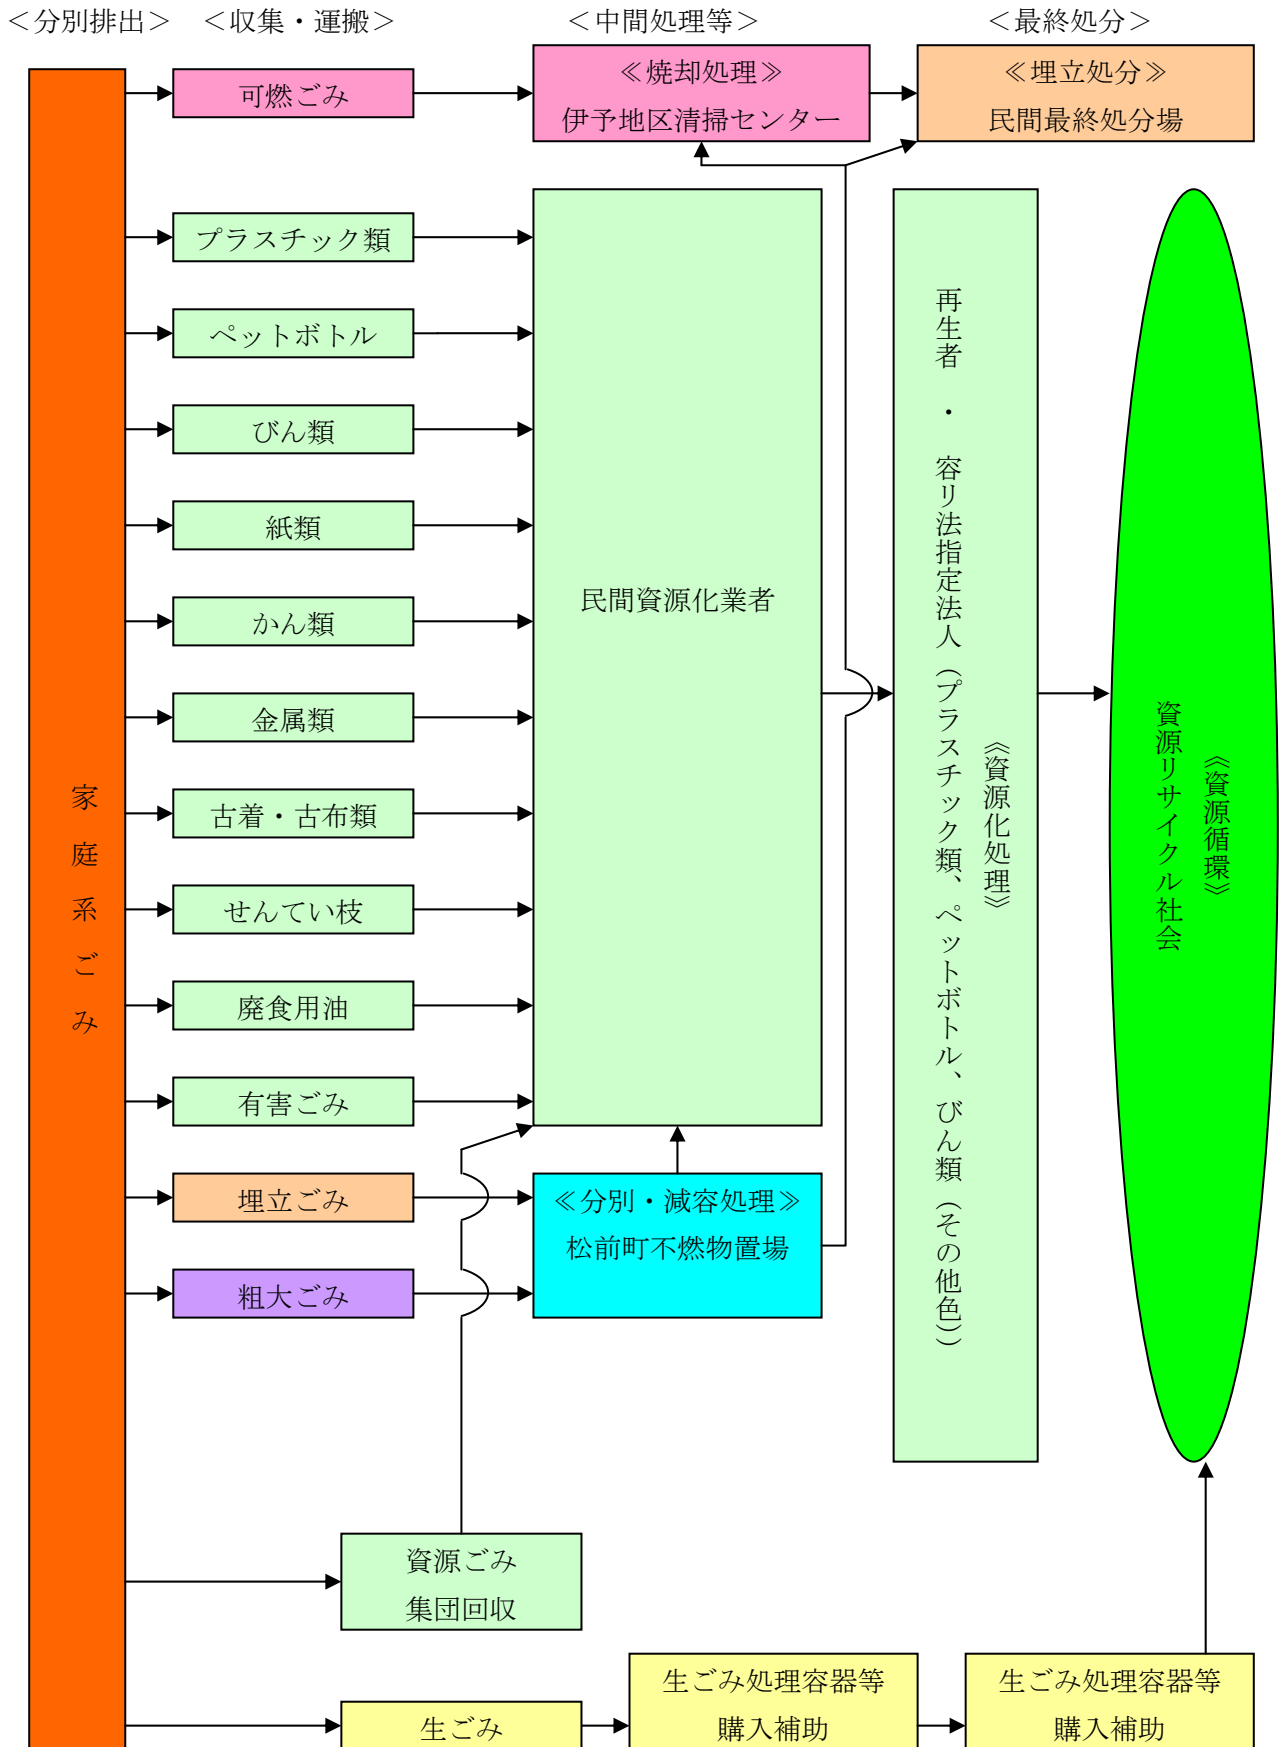 ＜分別排出＞
＜収集・運搬＞
＜中間処理等＞
＜最終処分＞
家庭系ごみ
可燃ごみ
≪焼却処理≫
伊予地区清掃センター
≪埋立処分≫
民間最終処分場
プラスチック類
ペットボトル
びん類
紙類
かん類
金属類
古着・古布類
せんてい枝
廃食用油
有害ごみ
埋立ごみ
粗大ごみ
民間資源化業者
≪分別・減容処理≫
松前町不燃物置場
≪資源化処理≫
再生者　・　容リ法指定法人（プラスチック類、ペットボトル、びん類（その他色））
≪資源循環≫
資源リサイクル社会
資源ごみ
集団回収
生ごみ
生ごみ処理容器等
購入補助
生ごみ処理容器等
購入補助